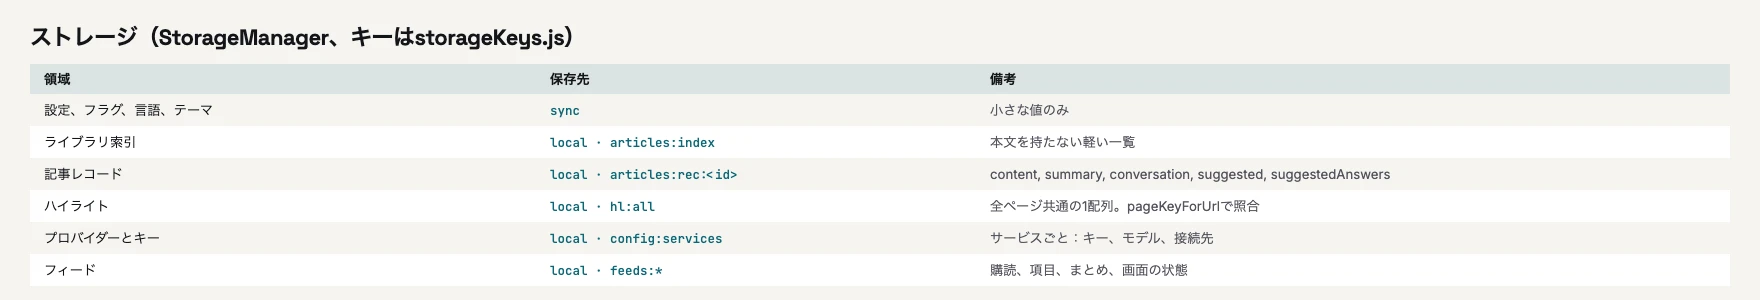 ストレージ（StorageManager、キーはstorageKeys.js）
領域 保存先 備考
設定、フラグ、言語、テーマ sync 小さな値のみ
ライブラリ索引 local · articles:index 本文を持たない軽い一覧
記事レコード local · articles:rec:<id> content, summary, conversation, suggested, suggestedAnswers
ハイライト local · hl:all 全ページ共通の1配列。pageKeyForUrlで照合
プロバイダーとキー local · config:services サービスごと：キー、モデル、接続先
フィード local · feeds:* 購読、項目、まとめ、画面の状態